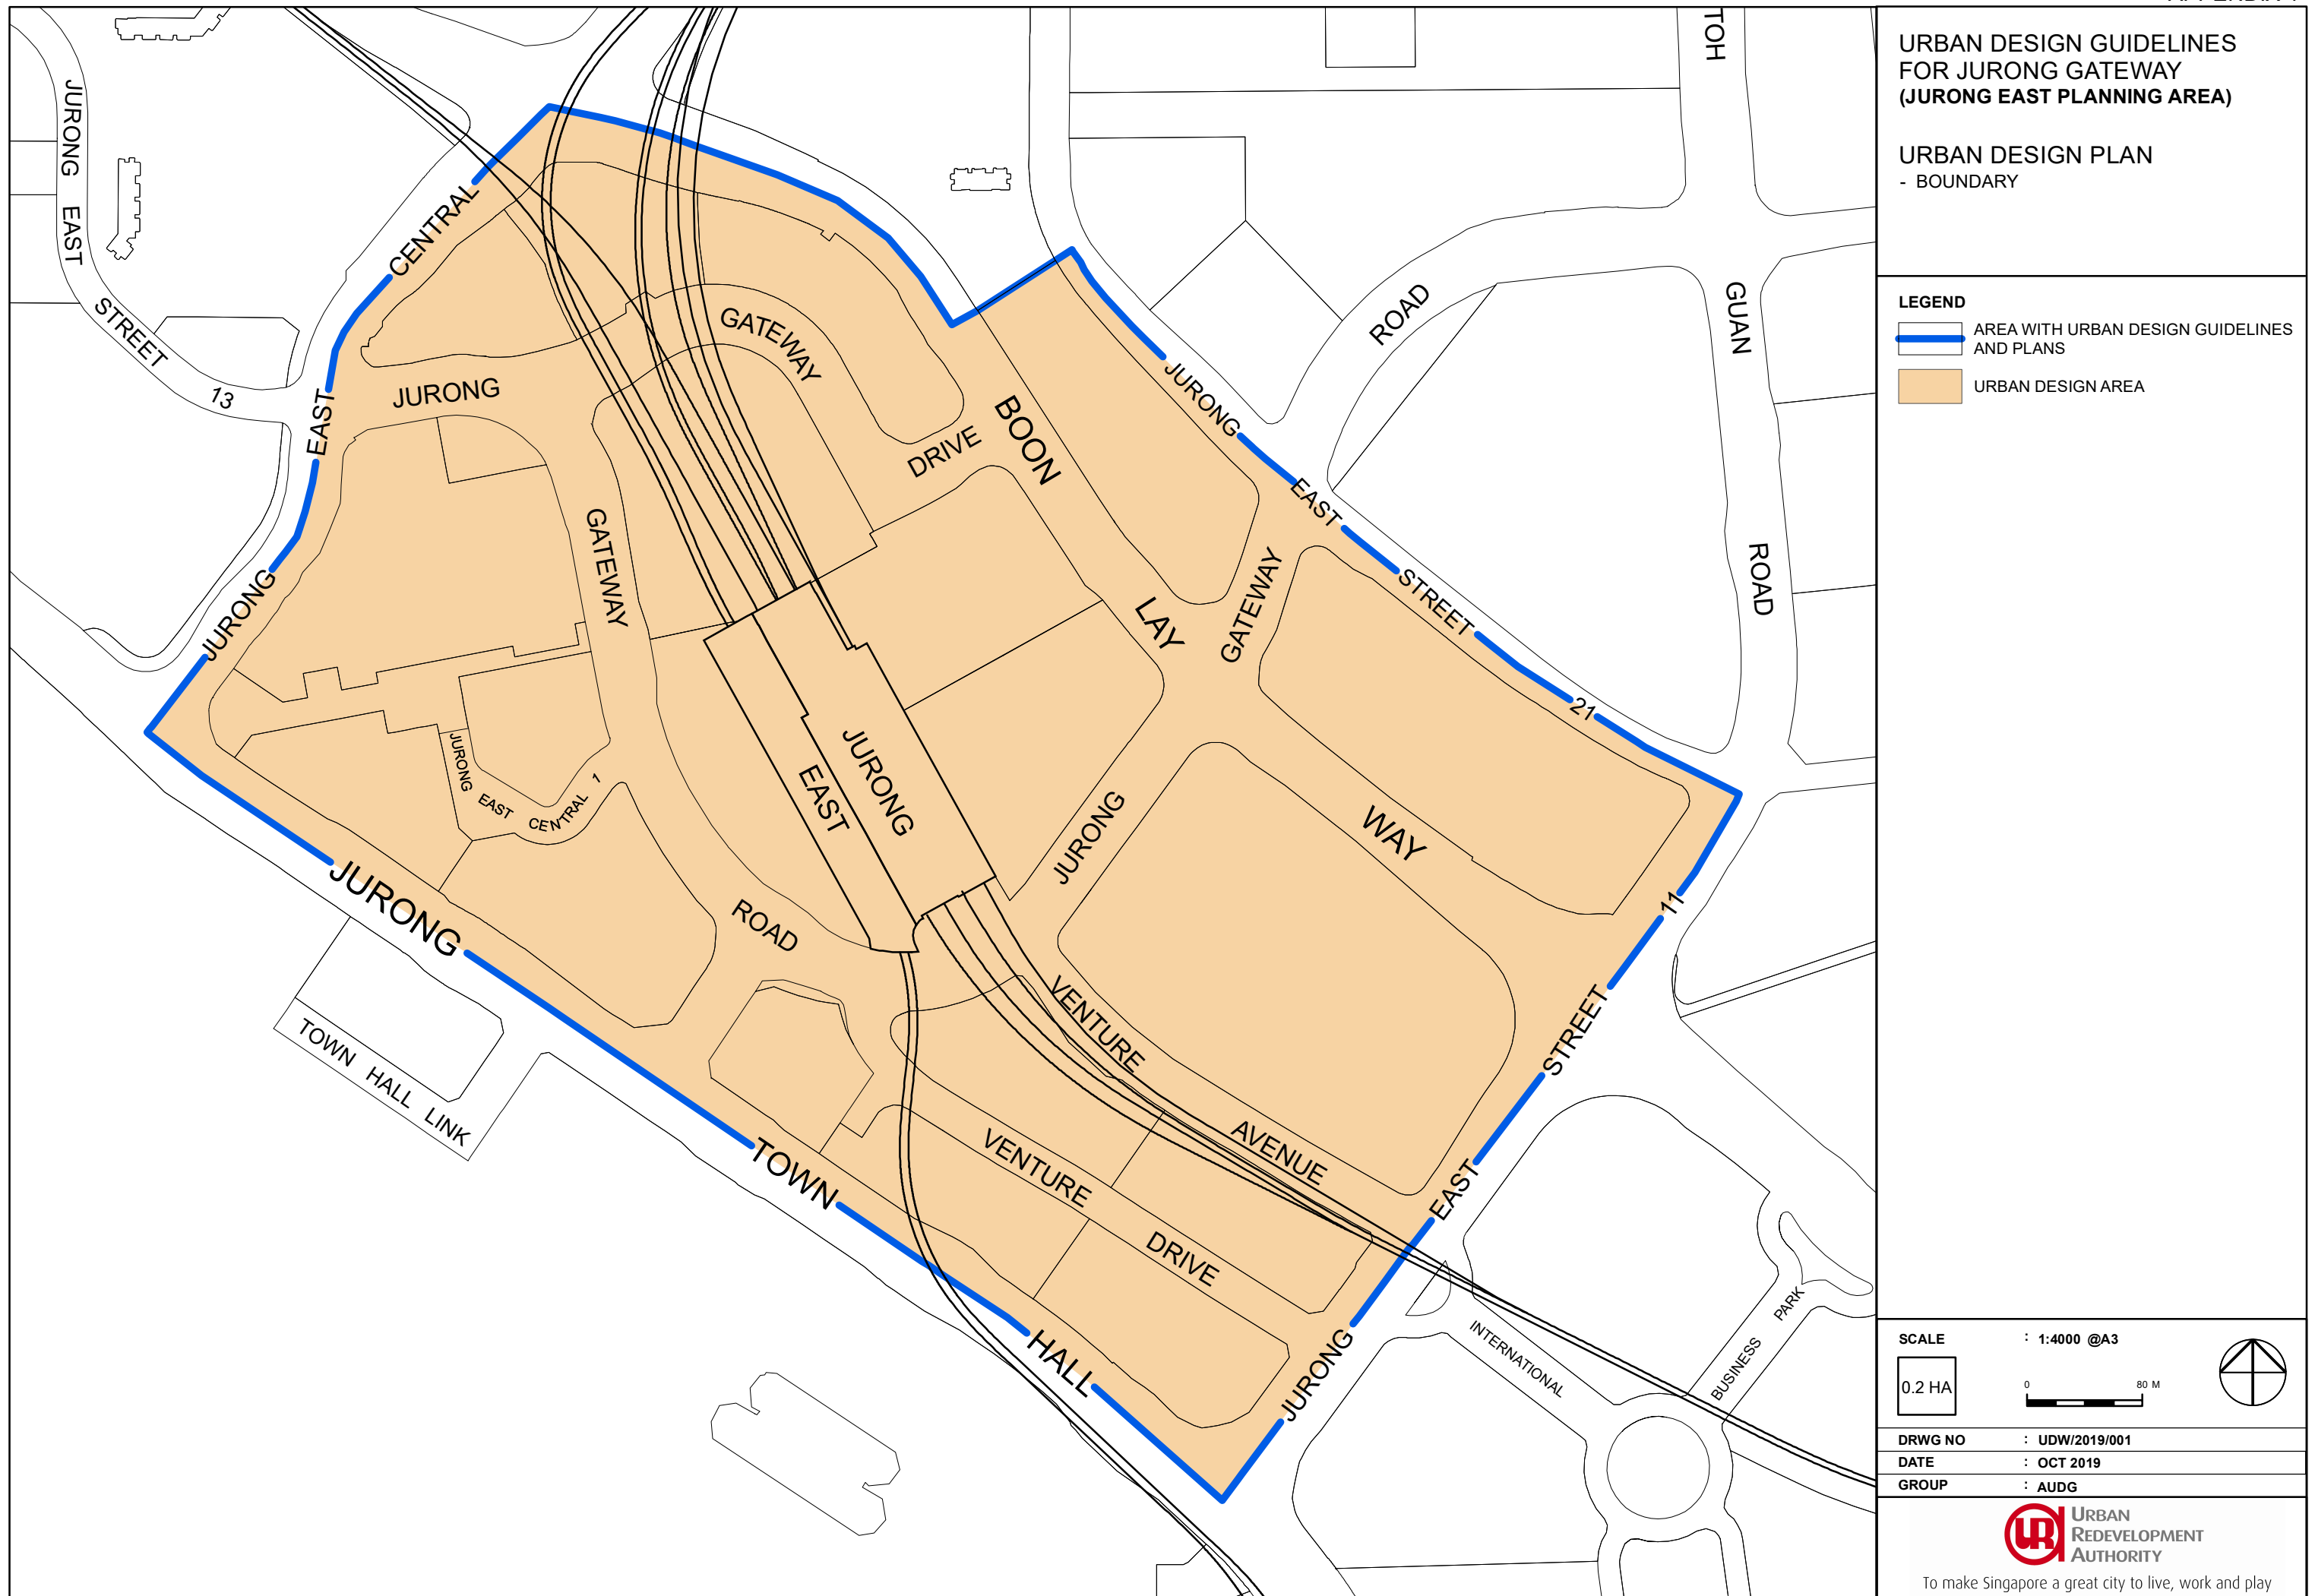 URBAN DESIGN GUIDELINES
FOR JURONG GATEWAY
(JURONG EAST PLANNING AREA)
URBAN DESIGN PLAN
- BOUNDARY
LEGEND
AREA WITH URBAN DESIGN GUIDELINES
AND PLANS
URBAN DESIGN AREA
SCALE : 1:4000 @A3
0.2 HA
0 80 M
DRWG NO : UDW/2019/001
DATE : OCT 2019
GROUP : AUDG
URBAN
REDEVELOPMENT
AUTHORITY
To make Singapore a great city to live, work and play
JURONG EAST STREET 13
JURONG EAST CENTRAL
JURONG GATEWAY ROAD
GATEWAY DRIVE
BOON LAY WAY
JURONG EAST STREET 21
TOH GUAN ROAD
ROAD
JURONG GATEWAY
JURONG EAST
JURONG EAST CENTRAL 1
JURONG TOWN HALL
TOWN HALL LINK
VENTURE AVENUE
VENTURE DRIVE
JURONG EAST STREET 11
INTERNATIONAL
BUSINESS PARK